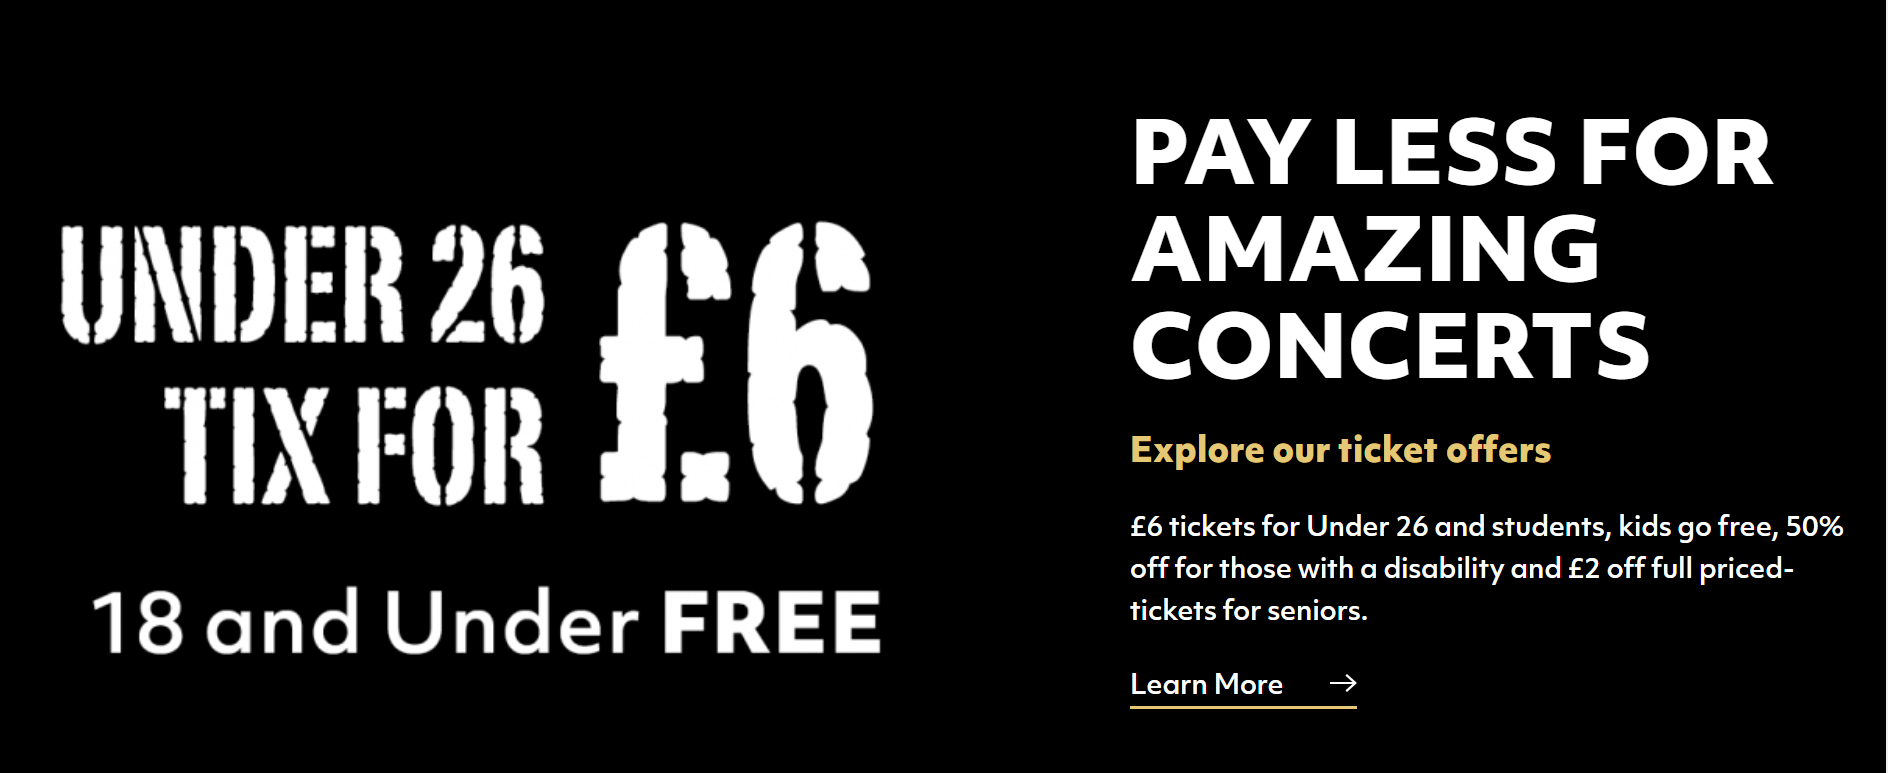 UNDER 26
TIX FOR
£6
18 and Under FREE
PAY LESS FOR
AMAZING
CONCERTS
Explore our ticket offers
£6 tickets for Under 26 and students, kids go free, 50%
off for those with a disability and £2 off full priced-
tickets for seniors.
Learn More